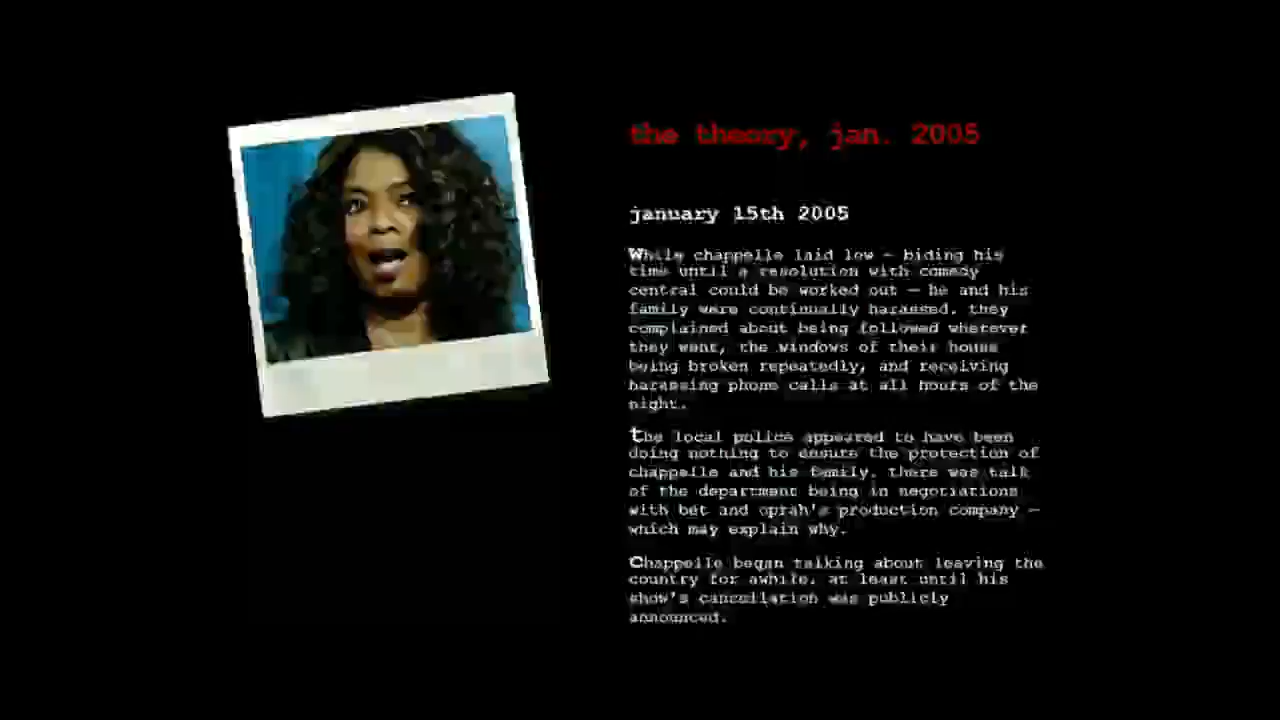 the theory, jan. 2005
january 15th 2005
While chappelle laid low – biding his
time until a resolution with comedy
central could be worked out – he and his
family were continually harassed. they
complained about being followed wherever
they went, the windows of their house
being broken repeatedly, and receiving
harassing phone calls at all hours of the
night.
the local police appeared to have been
doing nothing to ensure the protection of
chappelle and his family. there was talk
of the department being in negotiations
with bet and oprah's production company –
which may explain why.
Chappelle began talking about leaving the
country for awhile. at least until his
show's cancellation was publicly
announced.